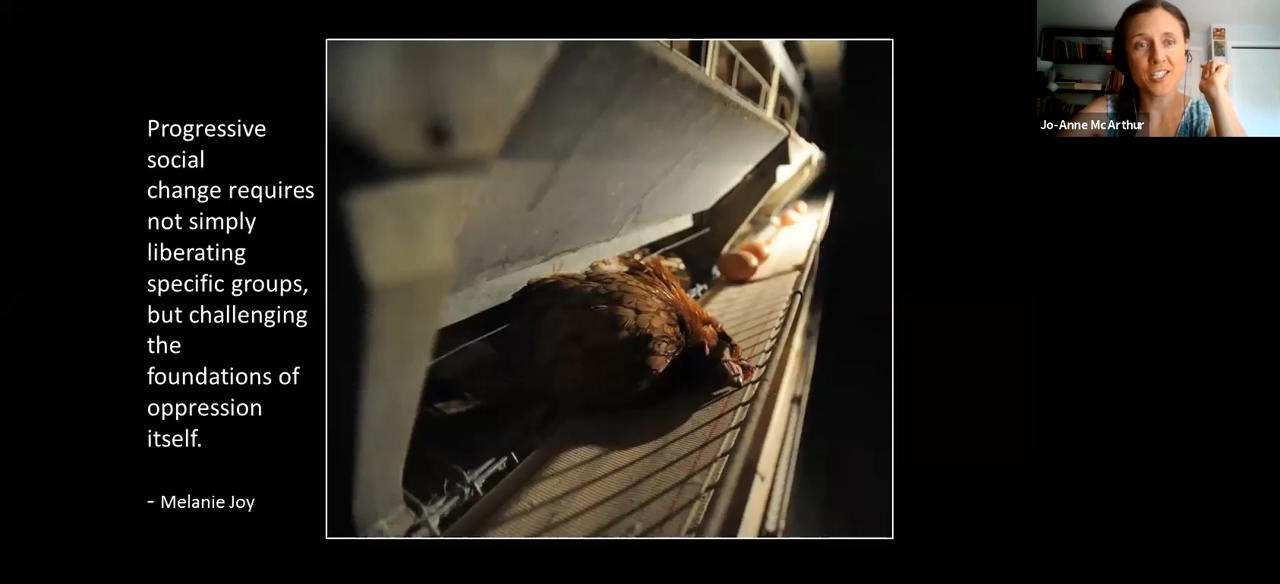 Progressive
social
change requires
not simply
liberating
specific groups,
but challenging
the
foundations of
oppression
itself.
- Melanie Joy
Jo-Anne McArthur